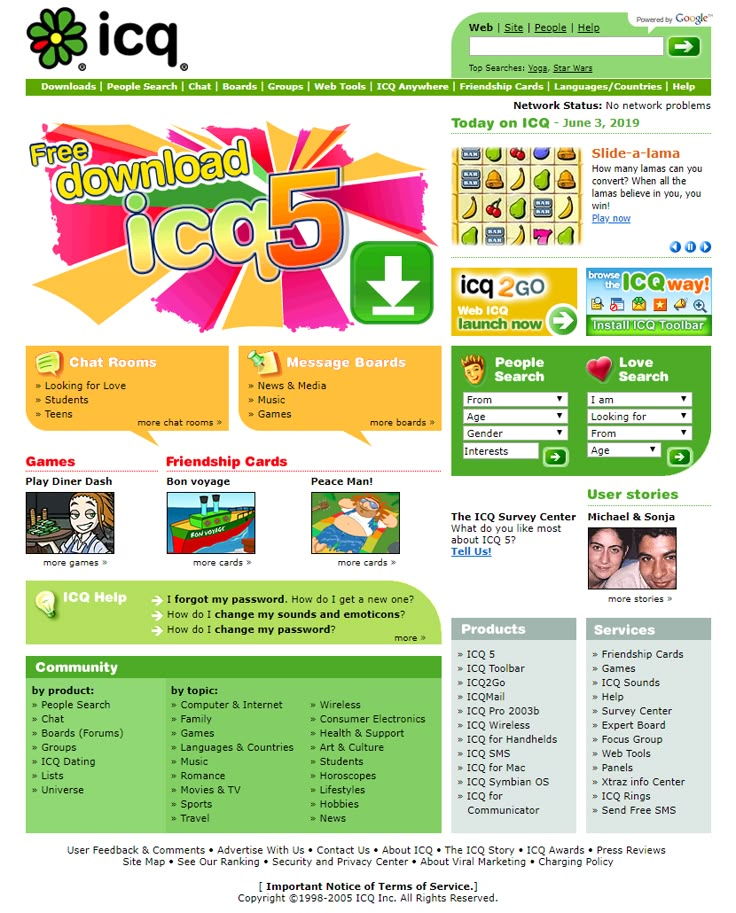 icq
Powered by Google™
Web | Site | People | Help
Top Searches: Yoga, Star Wars
Downloads | People Search | Chat | Boards | Groups | Web Tools | ICQ Anywhere | Friendship Cards | Languages/Countries | Help
Network Status: No network problems
Today on ICQ - June 3, 2019
Free
download
icq5
BAR BAR
Slide-a-lama
How many lamas can you
convert? When all the
lamas believe in you, you
win!
Play now
icq2GO
Web ICQ
launch now
browse
the ICQ way!
Install ICQ Toolbar
Chat Rooms
» Looking for Love
» Students
» Teens
more chat rooms »
Message Boards
» News & Media
» Music
» Games
more boards »
People
Search
From
Age
Gender
Interests
Love
Search
I am
Looking for
From
Age
Games
Play Diner Dash
more games »
Friendship Cards
Bon voyage
BON VOYAGE
more cards »
Peace Man!
more cards »
The ICQ Survey Center
What do you like most
about ICQ 5?
Tell Us!
User stories
Michael & Sonja
more stories »
ICQ Help
I forgot my password. How do I get a new one?
How do I change my sounds and emoticons?
How do I change my password?
more »
Community
by product:
» People Search
» Chat
» Boards (Forums)
» Groups
» ICQ Dating
» Lists
» Universe
by topic:
» Computer & Internet
» Family
» Games
» Languages & Countries
» Music
» Romance
» Movies & TV
» Sports
» Travel
» Wireless
» Consumer Electronics
» Health & Support
» Art & Culture
» Students
» Horoscopes
» Lifestyles
» Hobbies
» News
Products
» ICQ 5
» ICQ Toolbar
» ICQ2Go
» ICQMail
» ICQ Pro 2003b
» ICQ Wireless
» ICQ for Handhelds
» ICQ SMS
» ICQ for Mac
» ICQ Symbian OS
» ICQ for
Communicator
Services
» Friendship Cards
» Games
» ICQ Sounds
» Help
» Survey Center
» Expert Board
» Focus Group
» Web Tools
» Panels
» Xtraz info Center
» ICQ Rings
» Send Free SMS
User Feedback & Comments • Advertise With Us • Contact Us • About ICQ • The ICQ Story • ICQ Awards • Press Reviews
Site Map • See Our Ranking • Security and Privacy Center • About Viral Marketing • Charging Policy
[ Important Notice of Terms of Service.]
Copyright ©1998-2005 ICQ Inc. All Rights Reserved.